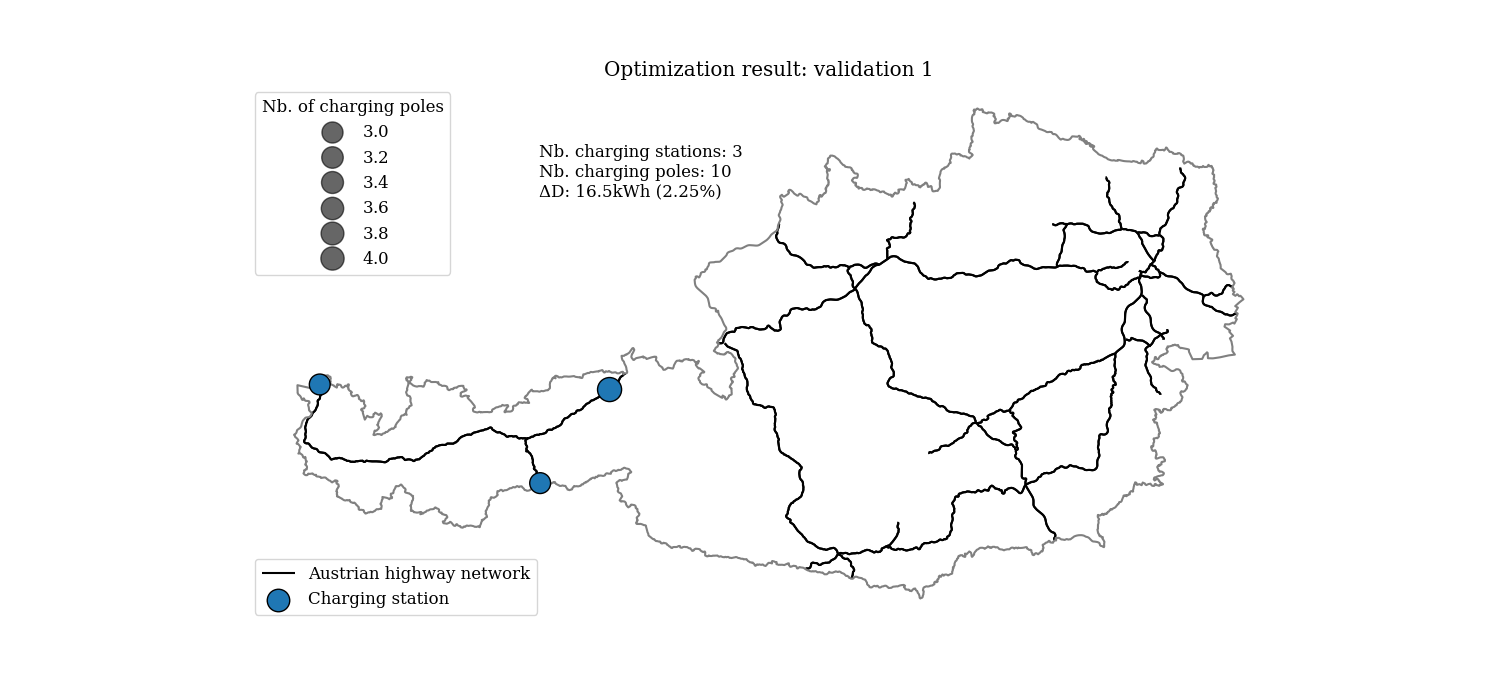 Optimization result: validation 1
Nb. of charging poles
3.0
3.2
3.4
3.6
3.8
4.0
Nb. charging stations: 3
Nb. charging poles: 10
ΔD: 16.5kWh (2.25%)
Austrian highway network
Charging station